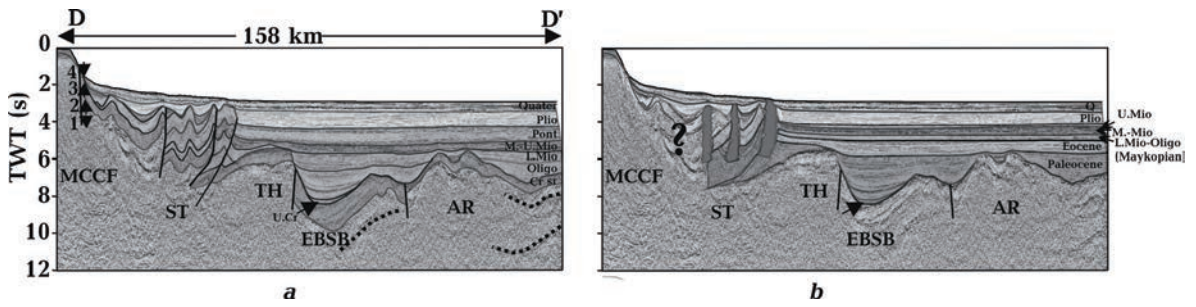 D D′
158 km
TWT (s)
0
2
4
6
8
10
12
4
3
2
1
Quater
Plio
Pont
M.-U.Mio
L.Mio
Oligo
Cr st
MCCF
ST
TH
U.Cr
EBSB
AR
a
?
Q
Plio
U.Mio
M.-Mio
L.Mio-Oligo
(Maykopian)
Eocene
Paleocene
MCCF
ST
TH
EBSB
AR
b